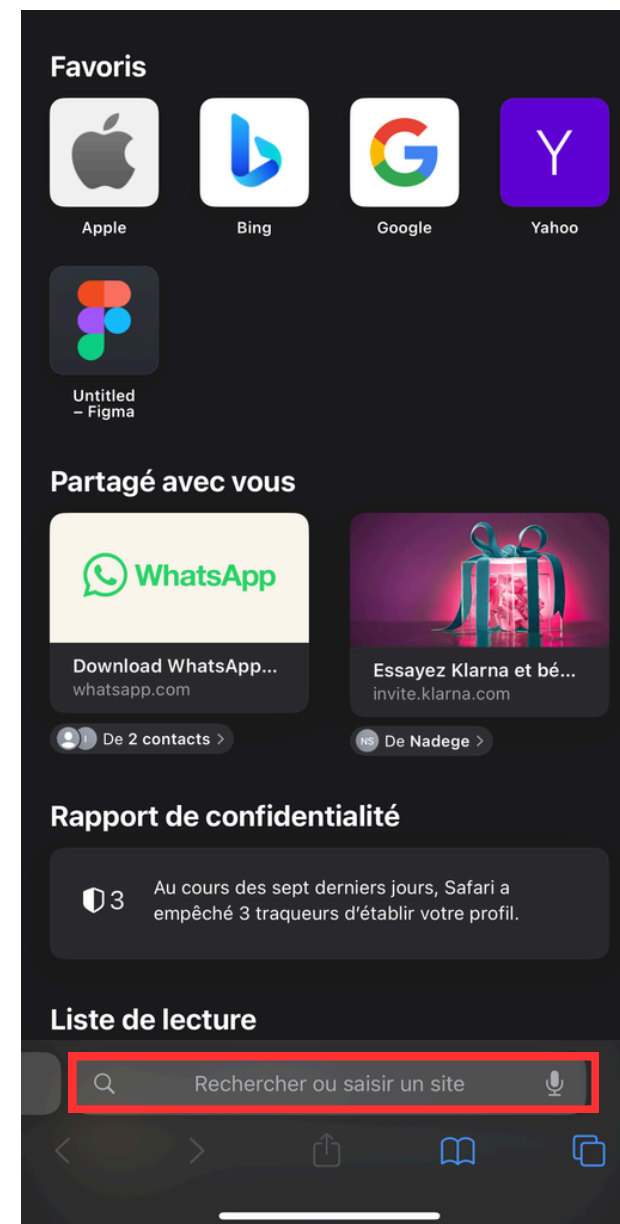 Favoris
Apple
Bing
Google
Y
Yahoo
Untitled
– Figma
Partagé avec vous
WhatsApp
Download WhatsApp...
whatsapp.com
De 2 contacts >
Essayez Klarna et bé...
invite.klarna.com
NS De Nadege >
Rapport de confidentialité
3
Au cours des sept derniers jours, Safari a
empêché 3 traqueurs d’établir votre profil.
Liste de lecture
Rechercher ou saisir un site